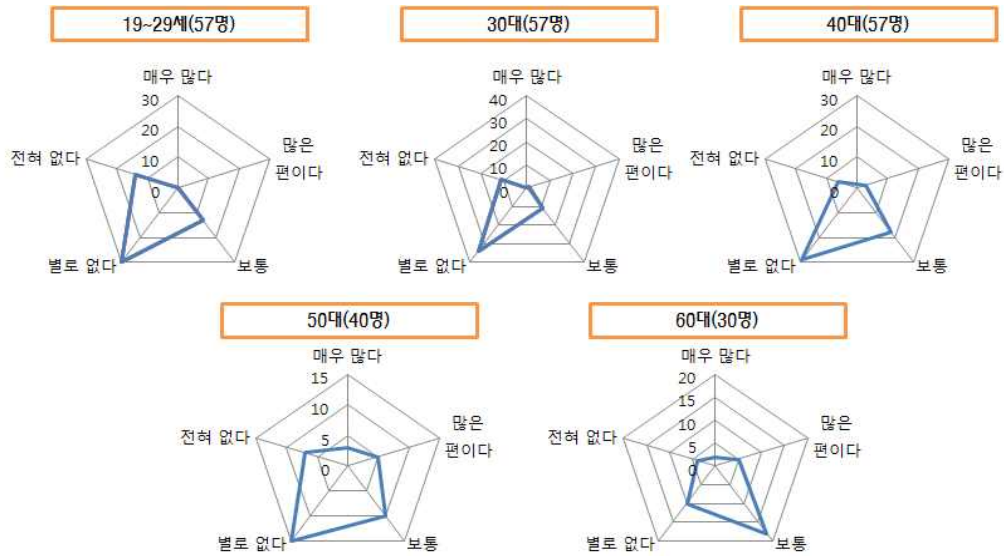 19~29세(57명)
매우 많다
30
20
10
0
많은
편이다
전혀 없다
별로 없다
보통
30대(57명)
매우 많다
40
30
20
10
0
많은
편이다
전혀 없다
별로 없다
보통
40대(57명)
매우 많다
30
20
10
0
많은
편이다
전혀 없다
별로 없다
보통
50대(40명)
매우 많다
15
10
5
0
많은
편이다
전혀 없다
별로 없다
보통
60대(30명)
매우 많다
20
15
10
5
0
많은
편이다
전혀 없다
별로 없다
보통